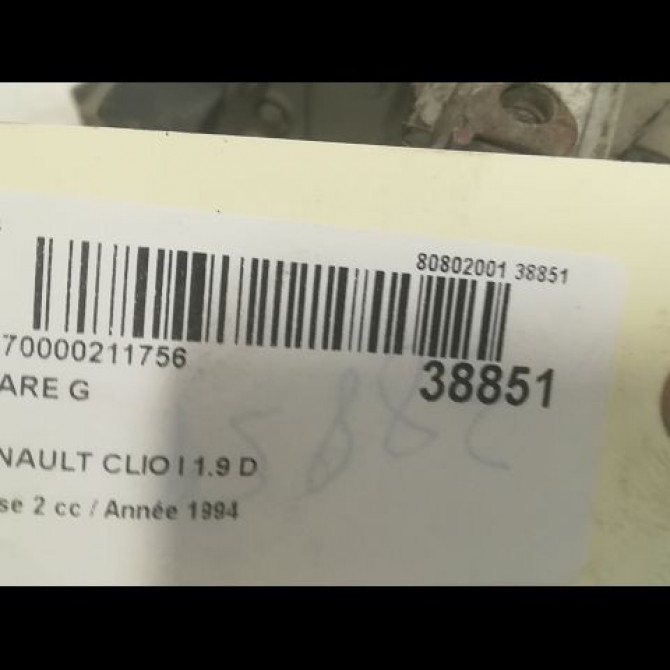 80802001 38851
70000211756
38851
ARE G
NAULT CLIO I 1.9 D
se 2 cc / Année 1994